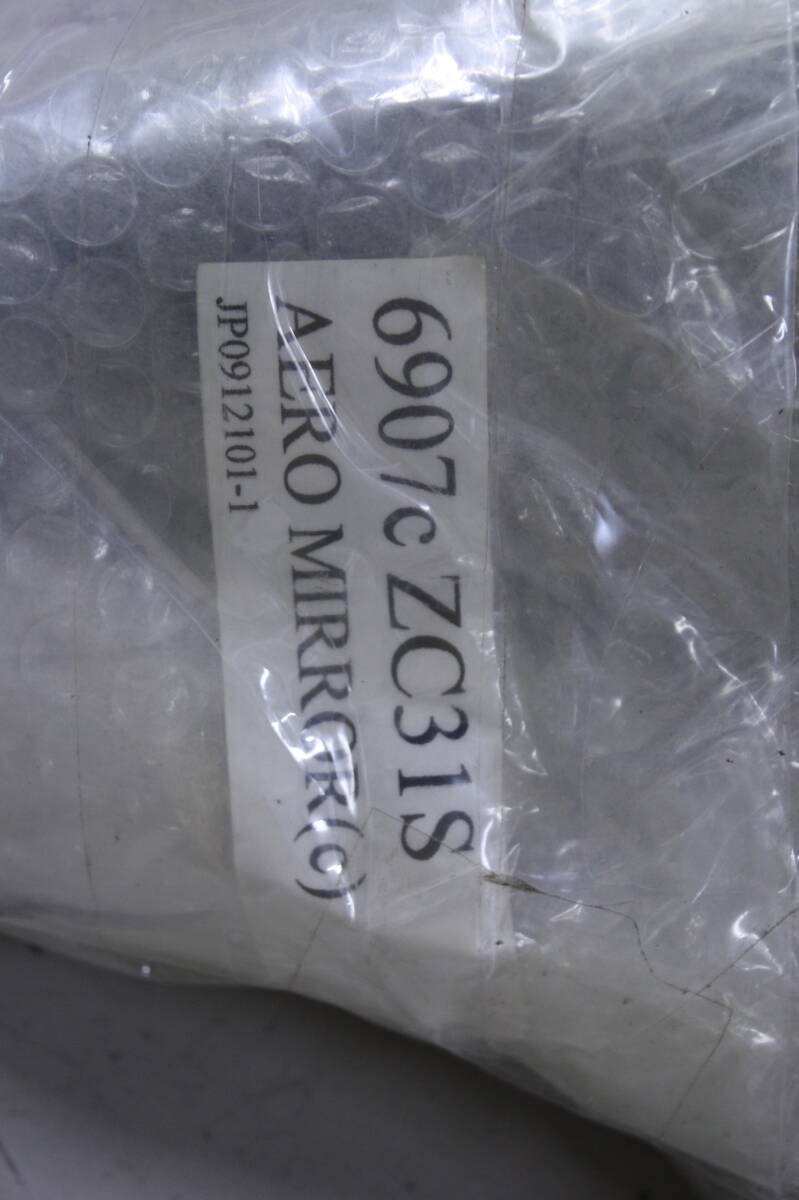 6907c ZC31S
AERO MIRROR(c)
JP0912101-1